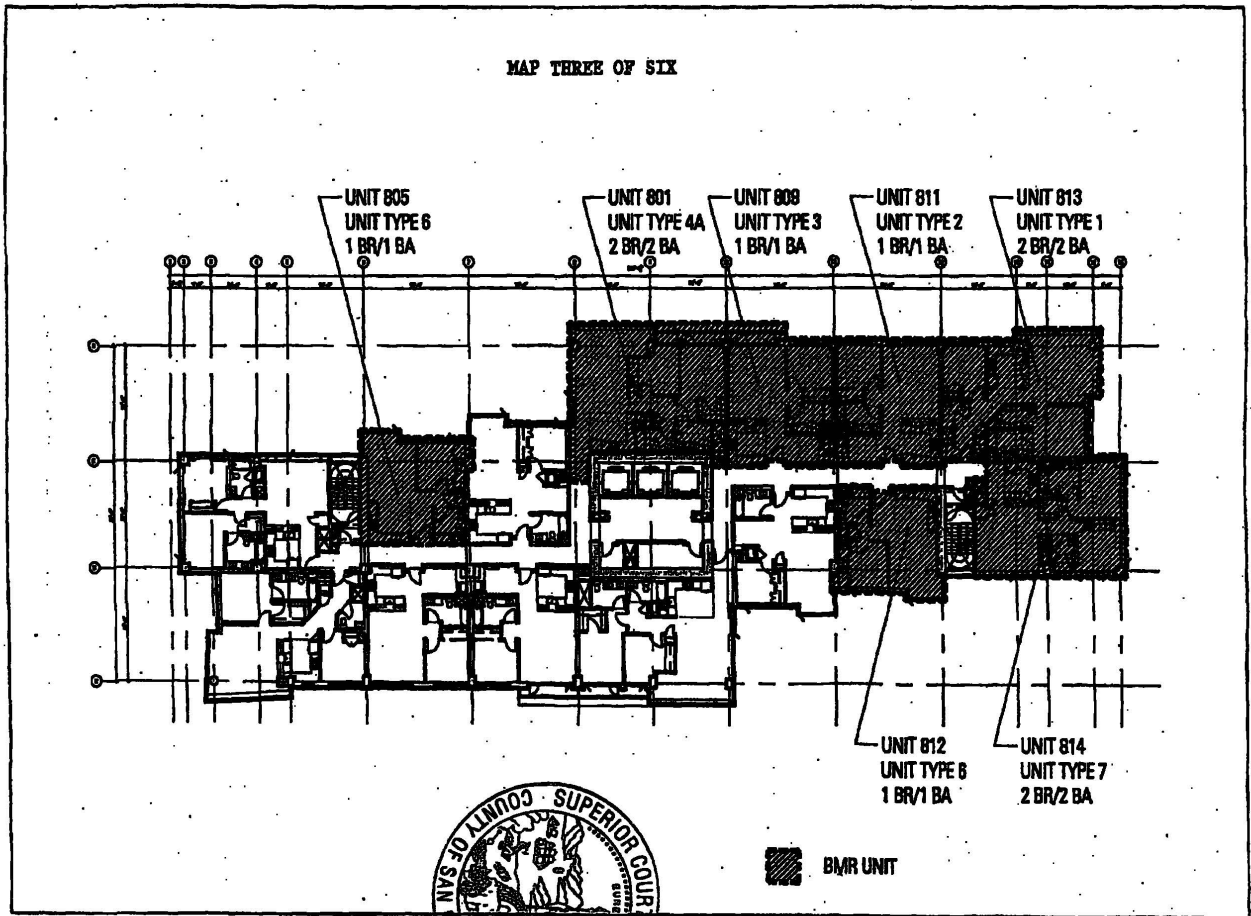 MAP THREE OF SIX
UNIT 805
UNIT TYPE 6
1 BR/1 BA
UNIT 801
UNIT TYPE 4A
2 BR/2 BA
UNIT 809
UNIT TYPE 3
1 BR/1 BA
UNIT 811
UNIT TYPE 2
1 BR/1 BA
UNIT 813
UNIT TYPE 1
2 BR/2 BA
UNIT 812
UNIT TYPE 6
1 BR/1 BA
UNIT 814
UNIT TYPE 7
2 BR/2 BA
COUNTY OF SAN
SUPERIOR COURT
BMR UNIT